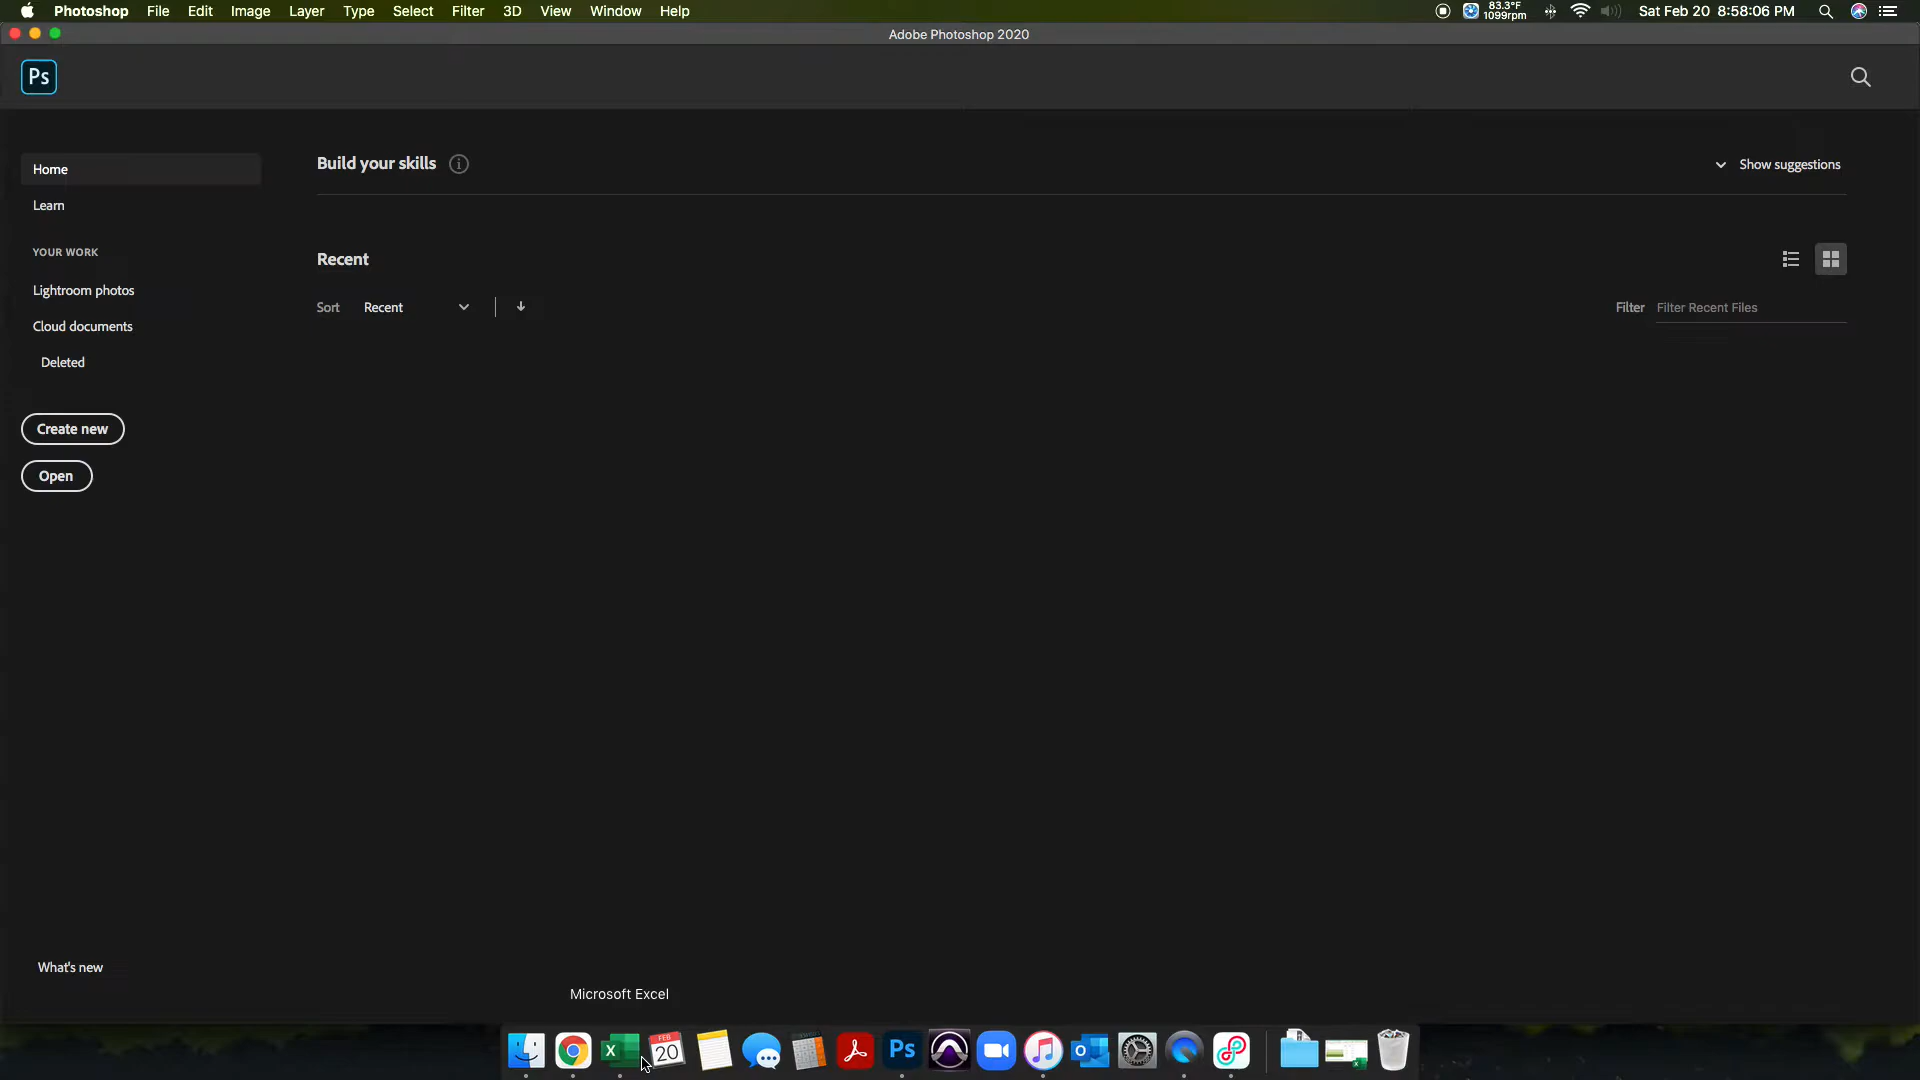 Photoshop File Edit Image Layer Type Select Filter 3D View Window Help 83.3°F 1099rpm Sat Feb 20 8:58:06 PM
Adobe Photoshop 2020
Ps
Home
Learn
YOUR WORK
Lightroom photos
Cloud documents
Deleted
Create new
Open
What's new
Build your skills
Show suggestions
Recent
Sort Recent
Filter Filter Recent Files
Microsoft Excel
X
FEB
20
Ps
O